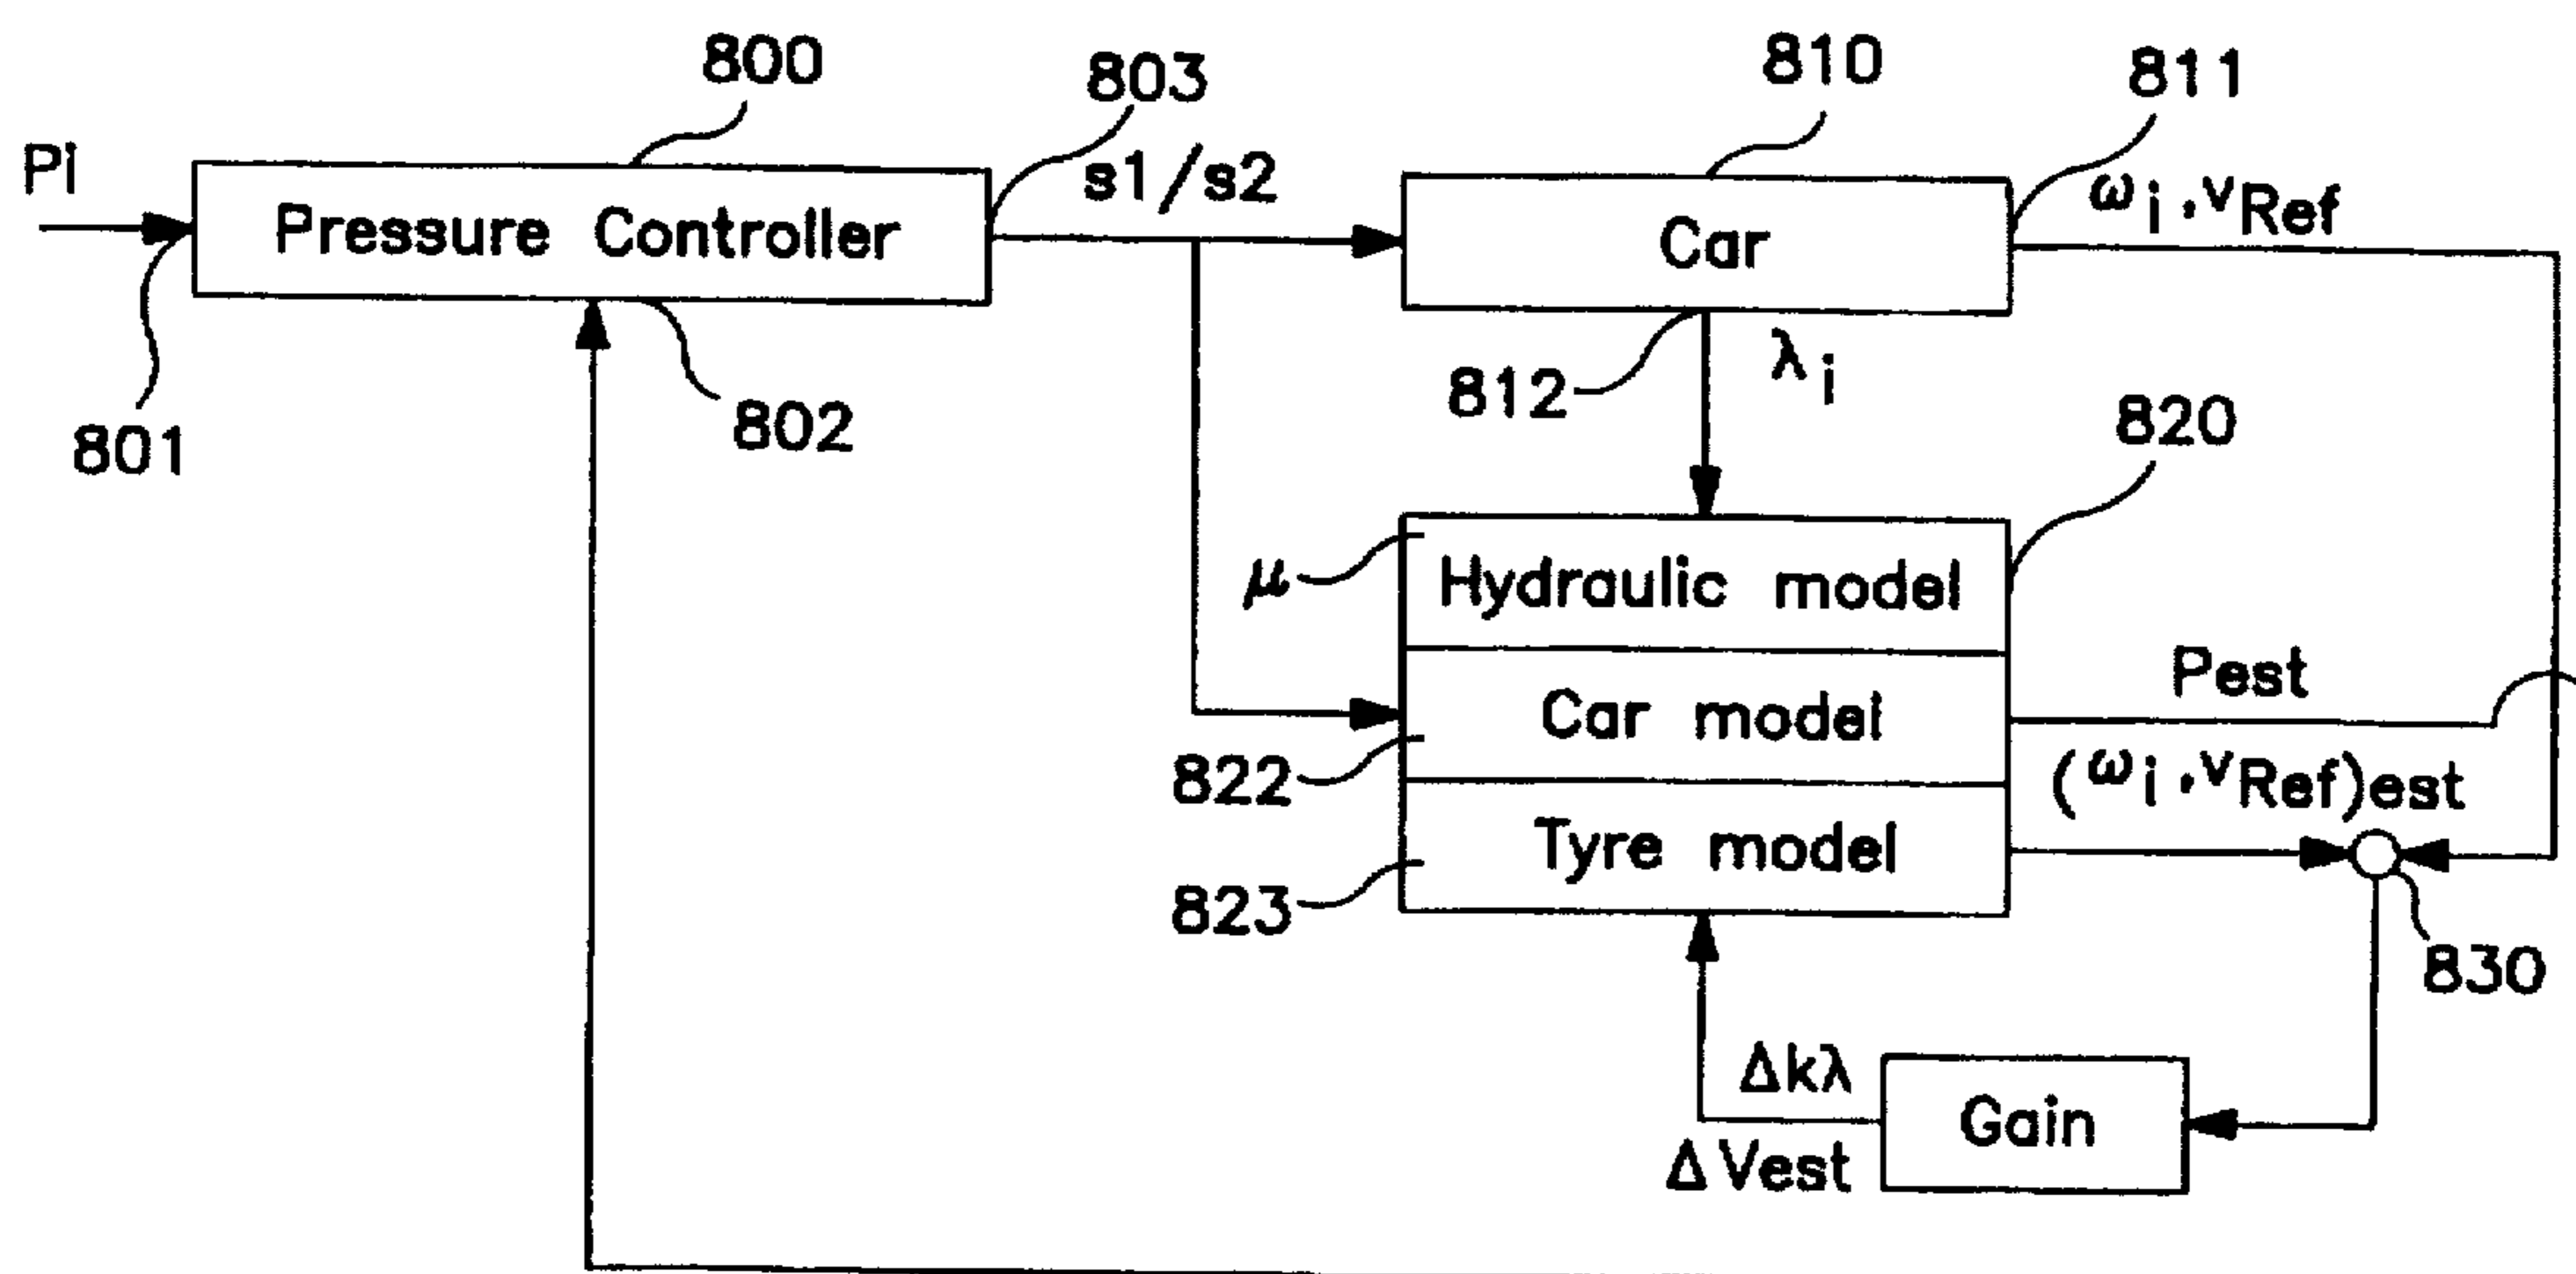 800
803
810
811
Pi
s1/s2
ωi,vRef
Pressure Controller
Car
801
802
812
λi
820
μ
Hydraulic model
Pest
822
Car model
(ωi,vRef)est
823
Tyre model
830
Δkλ
Gain
ΔVest